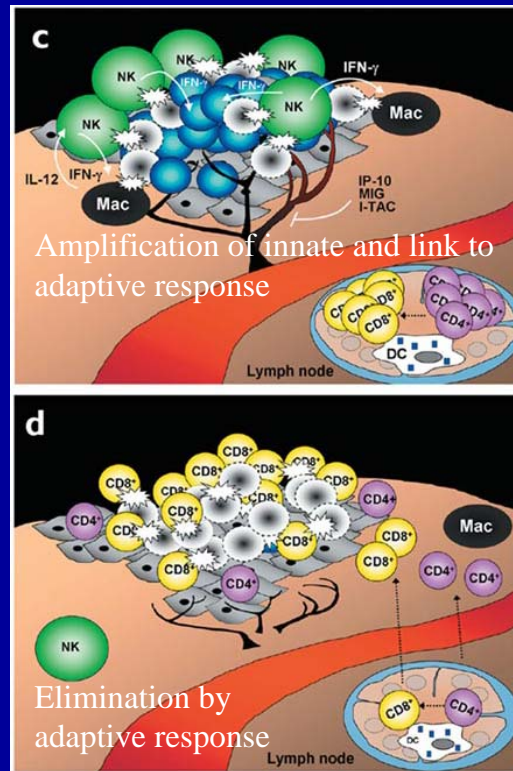 c
NK
NK
NK
IFN-γ
IFN-γ
IFN-γ
NK
NK
Mac
IL-12
IFN-γ
Mac
IP-10
MIG
I-TAC
Amplification of innate and link to
adaptive response
CD8⁺
CD8⁺
CD4⁺
CD4⁺
DC
Lymph node
d
CD8⁺
CD8⁺
CD8⁺
CD8⁺
CD8⁺
CD8⁺
CD4⁺
CD4⁺
CD8⁺
CD8⁺
Mac
CD8⁺
CD8⁺
CD8⁺
CD4⁺
CD4⁺
CD4⁺
NK
Elimination by
adaptive response
CD8⁺
CD4⁺
DC
Lymph node